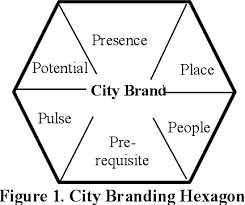 Presence
Potential
Place
City Brand
Pulse
People
Pre-
requisite
Figure 1. City Branding Hexagon